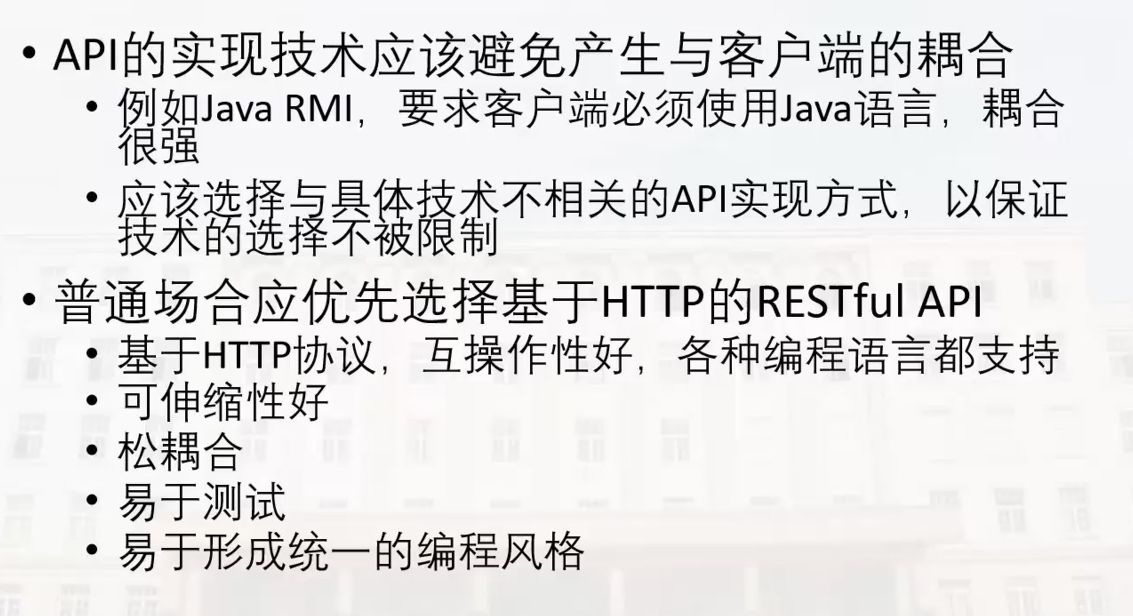 • API的实现技术应该避免产生与客户端的耦合
• 例如Java RMI，要求客户端必须使用Java语言，耦合
很强
• 应该选择与具体技术不相关的API实现方式，以保证
技术的选择不被限制
• 普通场合应优先选择基于HTTP的RESTful API
• 基于HTTP协议，互操作性好，各种编程语言都支持
• 可伸缩性好
• 松耦合
• 易于测试
• 易于形成统一的编程风格